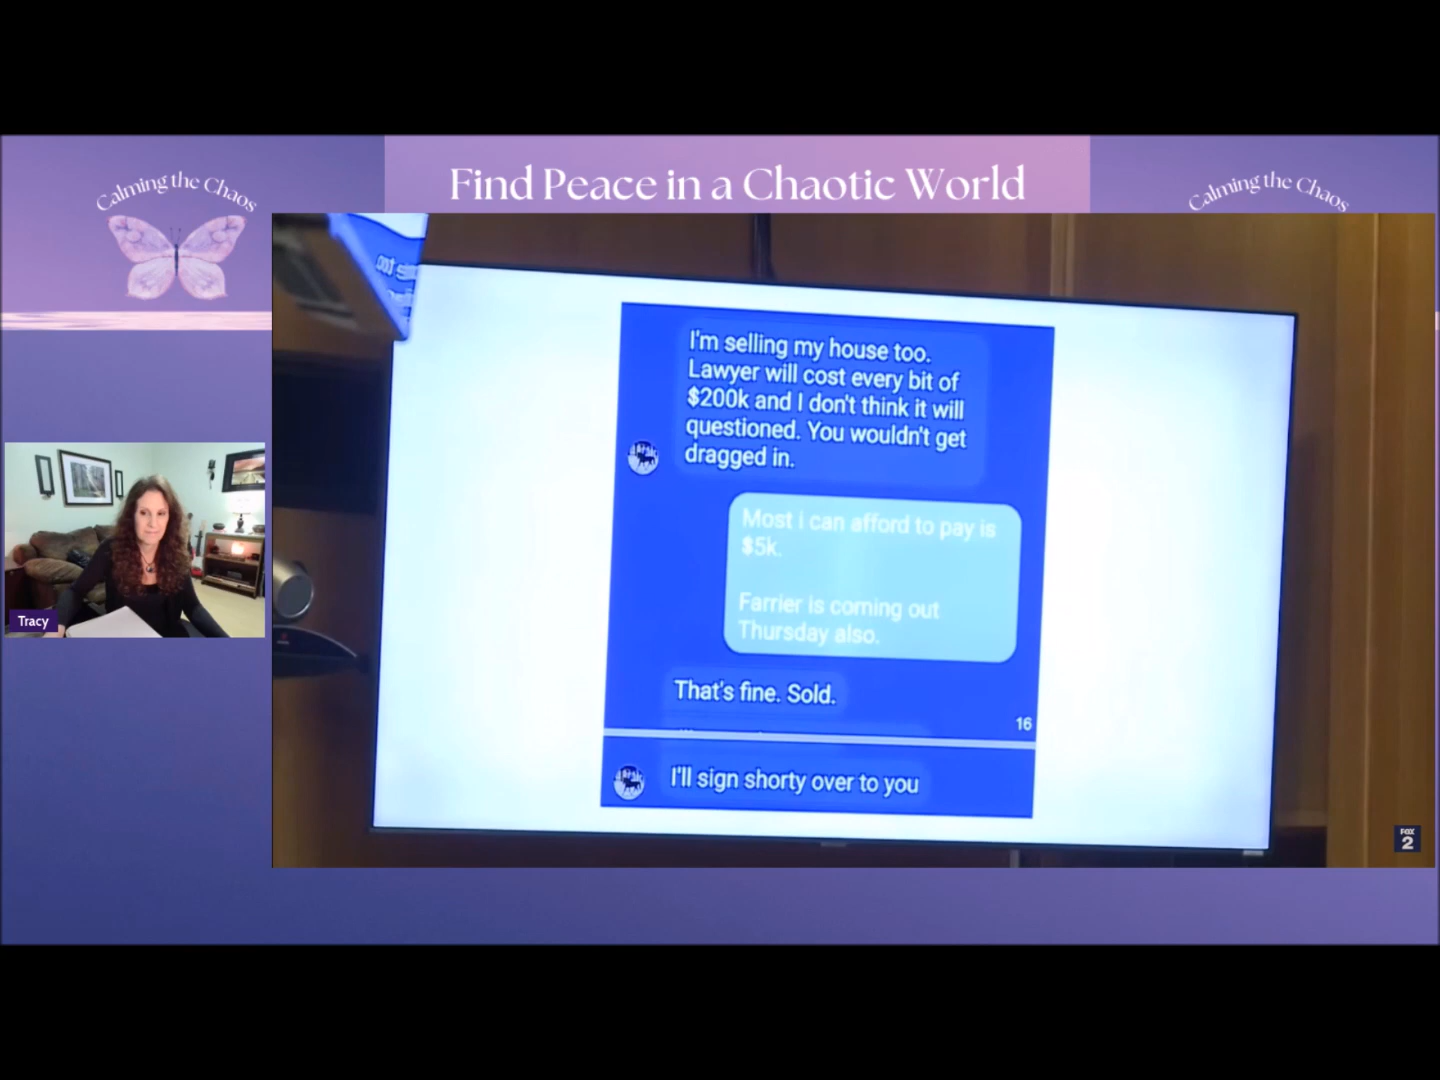 Calming the Chaos
Find Peace in a Chaotic World
Calming the Chaos
I'm selling my house too.
Lawyer will cost every bit of
$200k and I don't think it will
questioned. You wouldn't get
dragged in.
Most i can afford to pay is
$5k.
Farrier is coming out
Thursday also.
That's fine. Sold.
16
I'll sign shorty over to you
Tracy
FOX
2